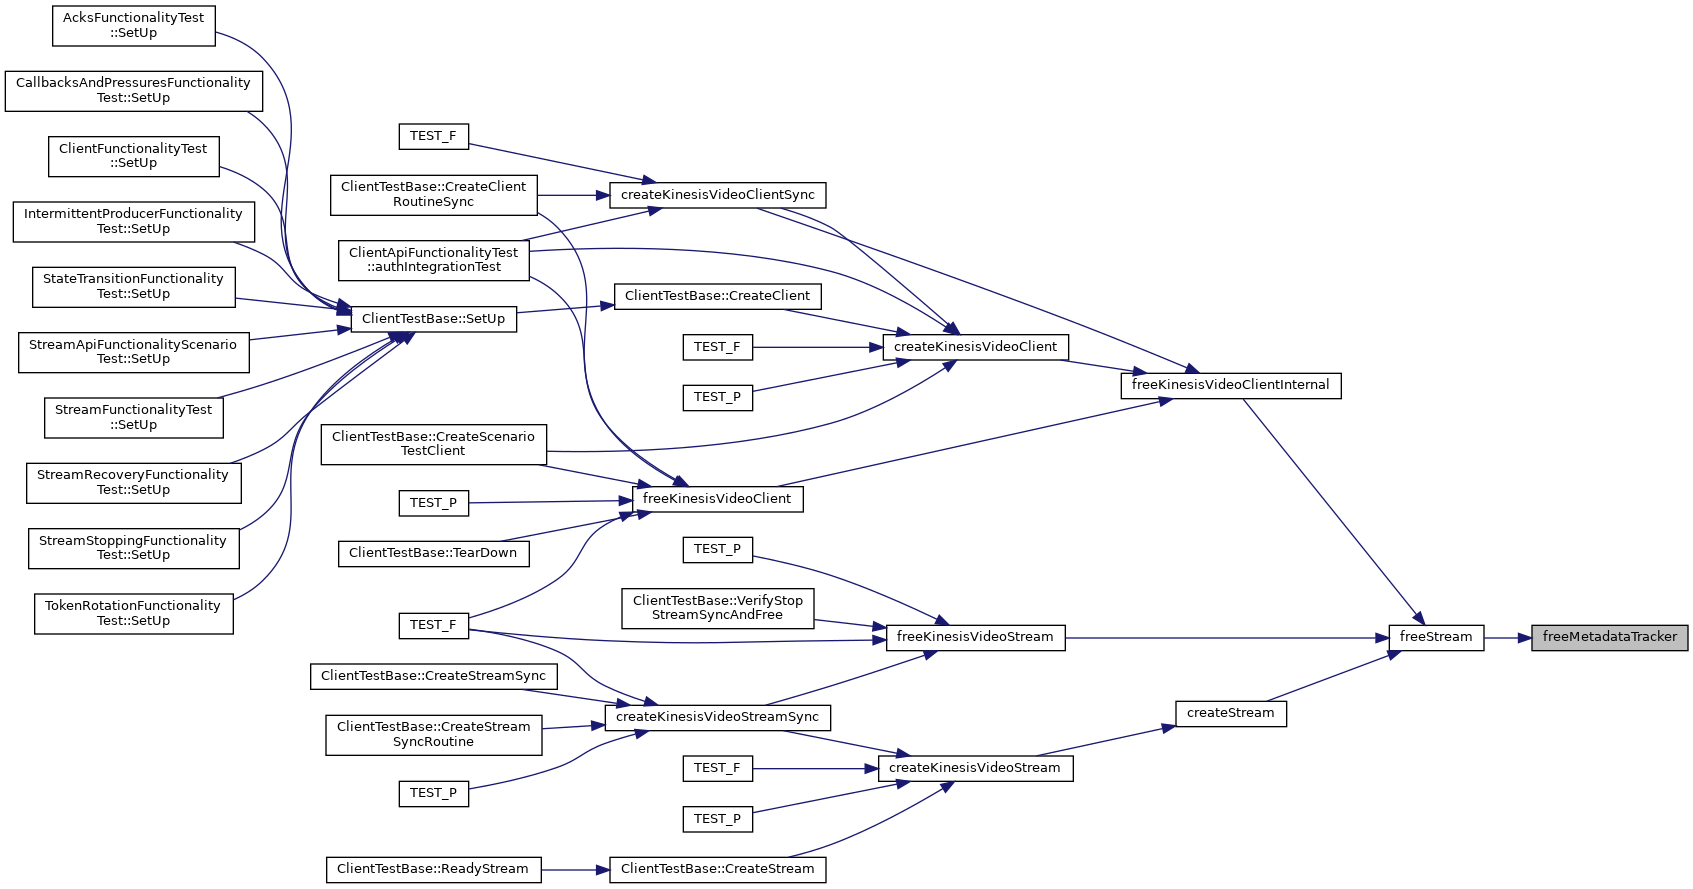 AcksFunctionalityTest
::SetUp
CallbacksAndPressuresFunctionality
Test::SetUp
ClientFunctionalityTest
::SetUp
IntermittentProducerFunctionality
Test::SetUp
StateTransitionFunctionality
Test::SetUp
StreamApiFunctionalityScenario
Test::SetUp
StreamFunctionalityTest
::SetUp
StreamRecoveryFunctionality
Test::SetUp
StreamStoppingFunctionality
Test::SetUp
TokenRotationFunctionality
Test::SetUp
ClientTestBase::SetUp
TEST_F
ClientTestBase::CreateClient
RoutineSync
ClientApiFunctionalityTest
::authIntegrationTest
ClientTestBase::CreateScenario
TestClient
TEST_P
ClientTestBase::TearDown
TEST_F
ClientTestBase::CreateStreamSync
ClientTestBase::CreateStream
SyncRoutine
TEST_P
ClientTestBase::ReadyStream
createKinesisVideoClientSync
ClientTestBase::CreateClient
TEST_F
TEST_P
freeKinesisVideoClient
TEST_P
ClientTestBase::VerifyStop
StreamSyncAndFree
createKinesisVideoStreamSync
TEST_F
TEST_P
ClientTestBase::CreateStream
createKinesisVideoClient
freeKinesisVideoStream
createKinesisVideoStream
freeKinesisVideoClientInternal
createStream
freeStream
freeMetadataTracker